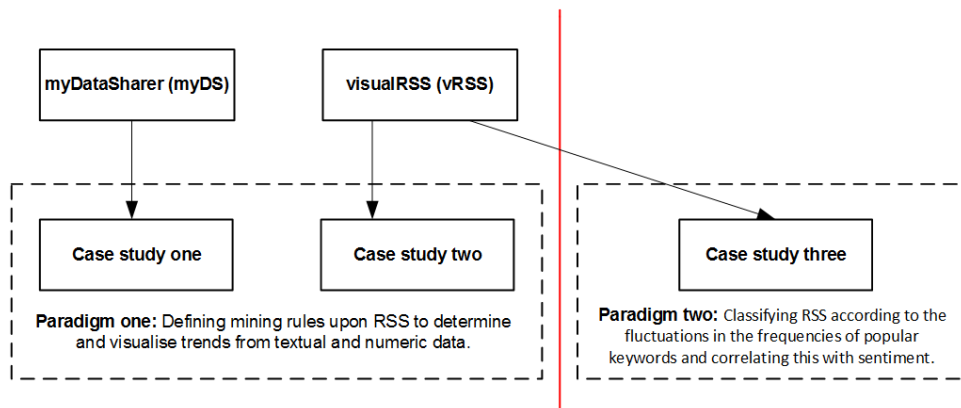 myDataSharer (myDS)
visualRSS (vRSS)
Case study one
Case study two
Case study three
Paradigm one: Defining mining rules upon RSS to determine
and visualise trends from textual and numeric data.
Paradigm two: Classifying RSS according to the
fluctuations in the frequencies of popular
keywords and correlating this with sentiment.